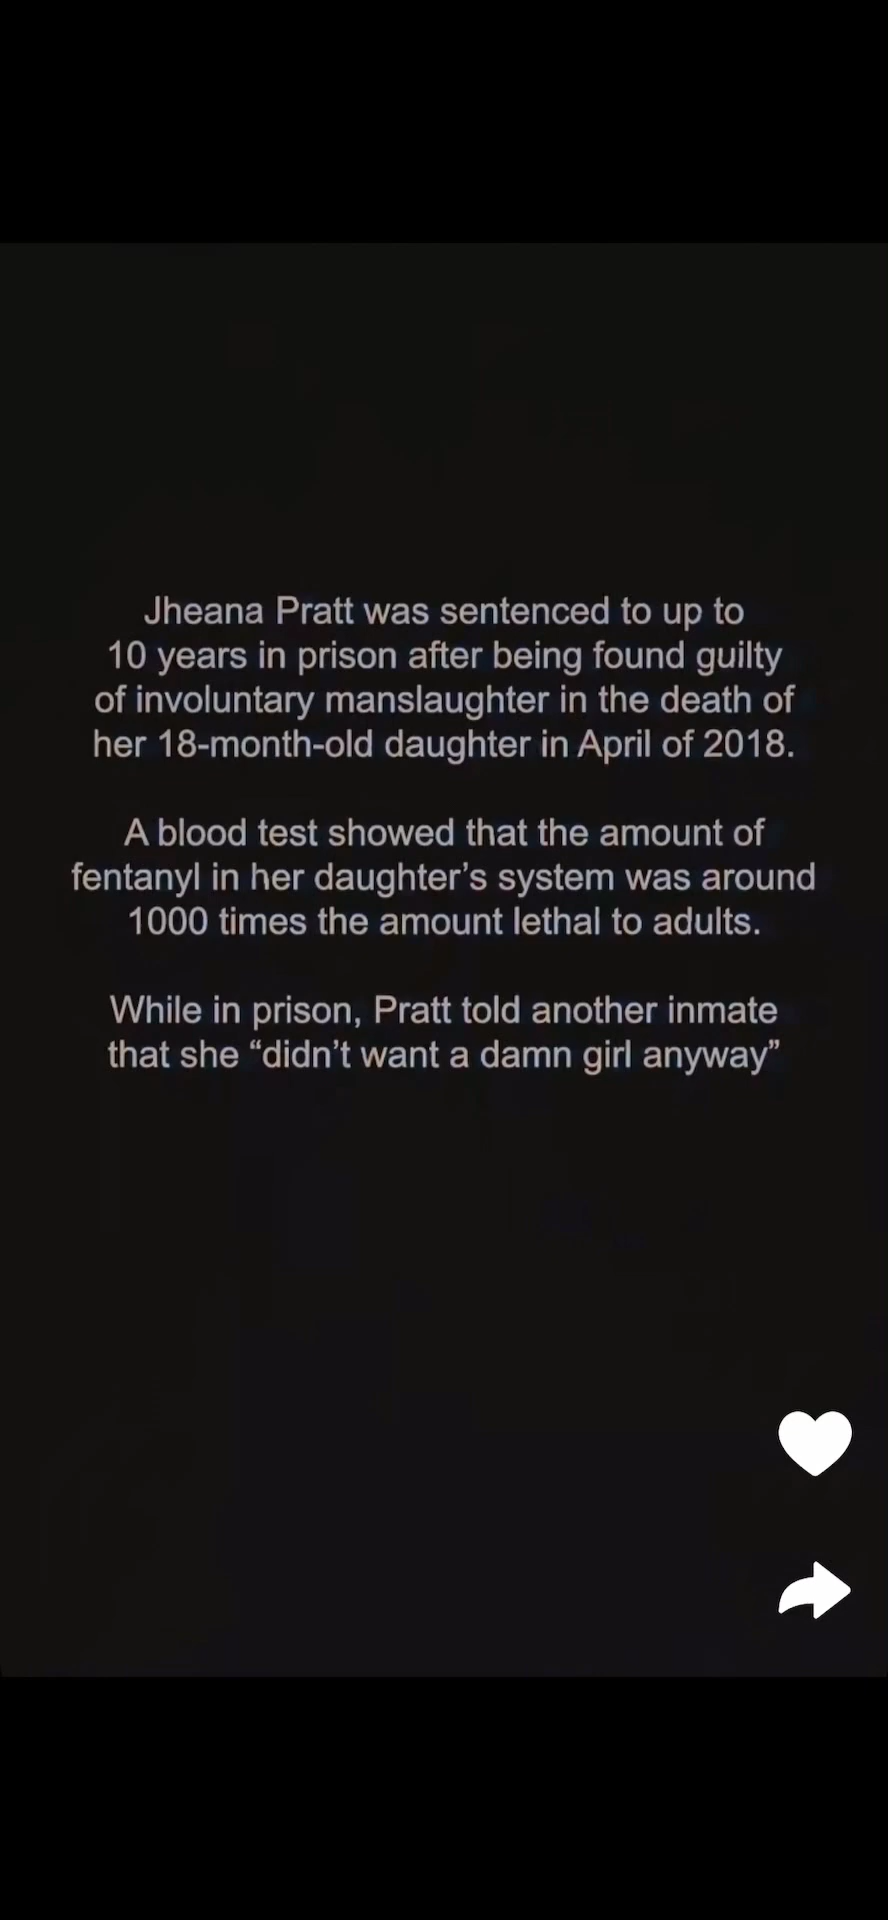 Jheana Pratt was sentenced to up to
10 years in prison after being found guilty
of involuntary manslaughter in the death of
her 18-month-old daughter in April of 2018.
A blood test showed that the amount of
fentanyl in her daughter’s system was around
1000 times the amount lethal to adults.
While in prison, Pratt told another inmate
that she “didn’t want a damn girl anyway”